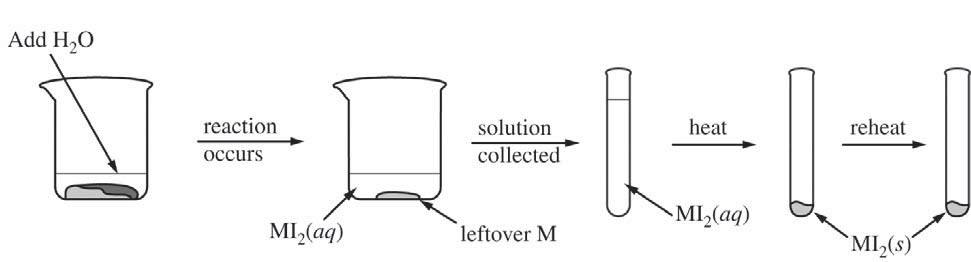 Add H₂O
reaction
occurs
MI₂(aq)
leftover M
solution
collected
MI₂(aq)
heat
reheat
MI₂(s)